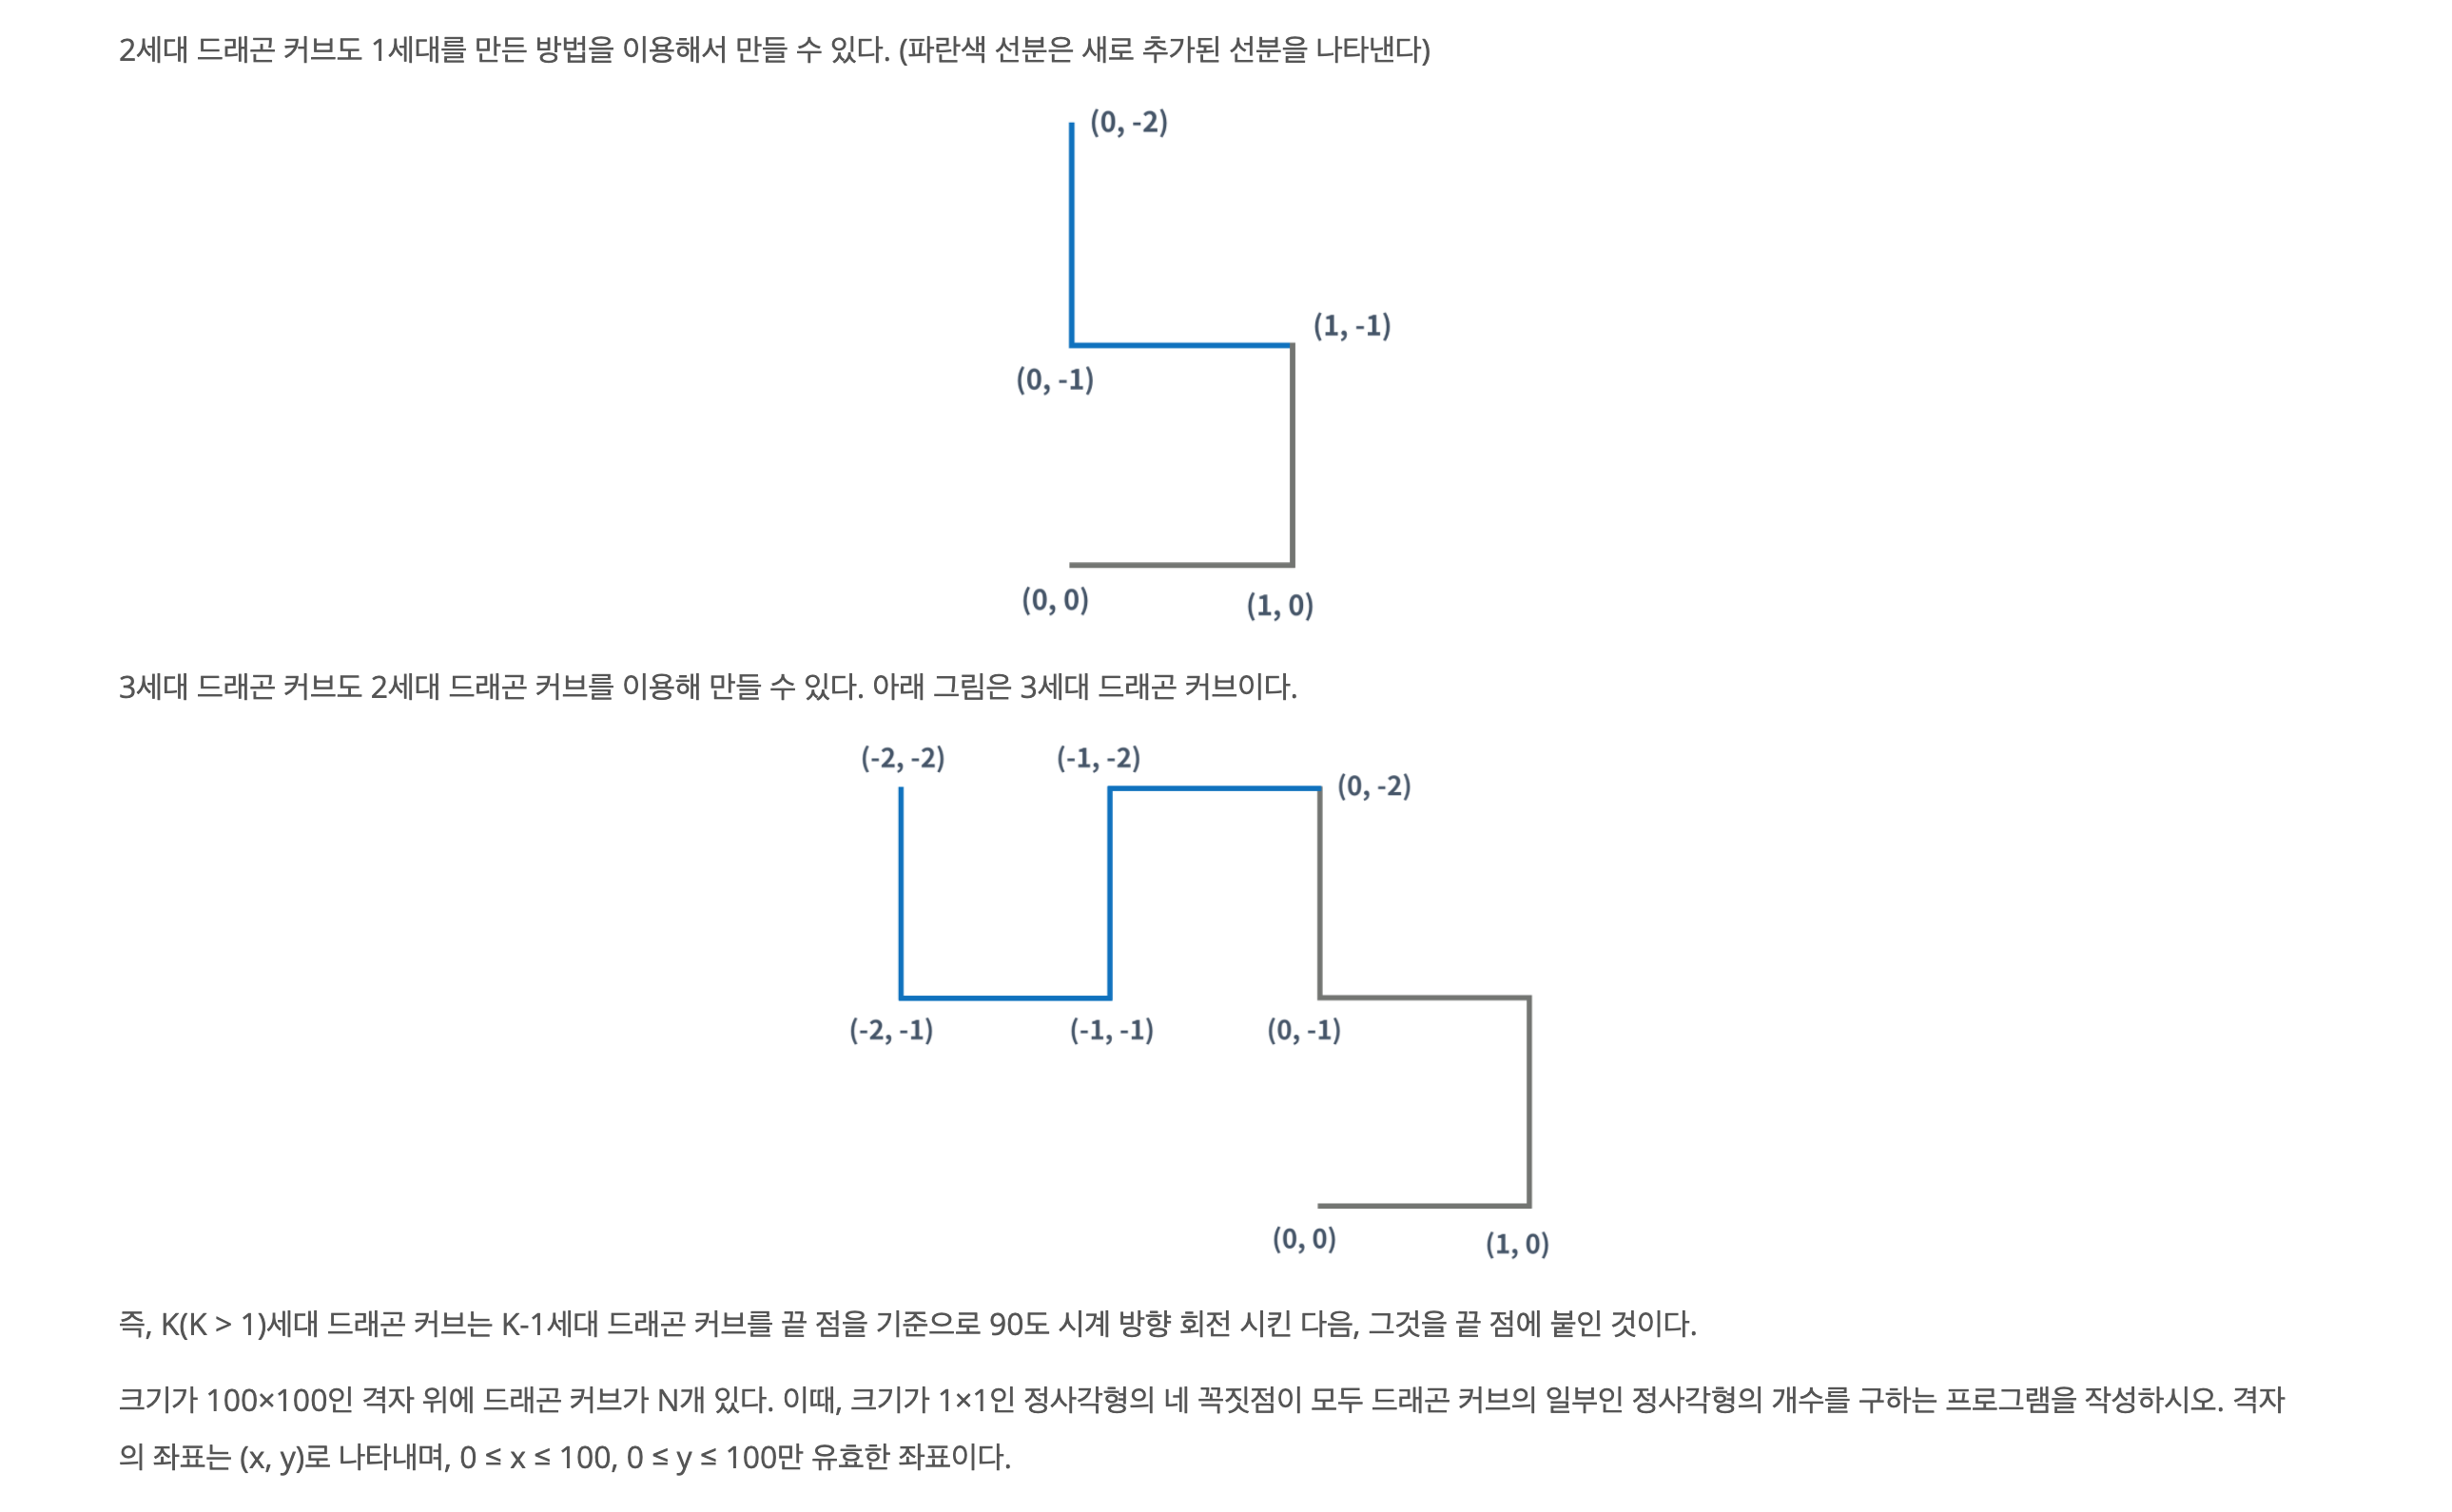 2세대 드래곤 커브도 1세대를 만든 방법을 이용해서 만들 수 있다. (파란색 선분은 새로 추가된 선분을 나타낸다)
(0, -2)
(1, -1)
(0, -1)
(0, 0)
(1, 0)
3세대 드래곤 커브도 2세대 드래곤 커브를 이용해 만들 수 있다. 아래 그림은 3세대 드래곤 커브이다.
(-2, -2)
(-1, -2)
(0, -2)
(-2, -1)
(-1, -1)
(0, -1)
(0, 0)
(1, 0)
즉, K(K > 1)세대 드래곤 커브는 K-1세대 드래곤 커브를 끝 점을 기준으로 90도 시계 방향 회전 시킨 다음, 그것을 끝 점에 붙인 것이다.
크기가 100×100인 격자 위에 드래곤 커브가 N개 있다. 이때, 크기가 1×1인 정사각형의 네 꼭짓점이 모두 드래곤 커브의 일부인 정사각형의 개수를 구하는 프로그램을 작성하시오. 격자
의 좌표는 (x, y)로 나타내며, 0 ≤ x ≤ 100, 0 ≤ y ≤ 100만 유효한 좌표이다.